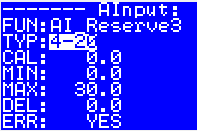 ------- AInput:
FUN:AI Reserve3
TYP:4-20
CAL:   0.0
MIN:   0.0
MAX:  30.0
DEL:   0.0
ERR:   YES